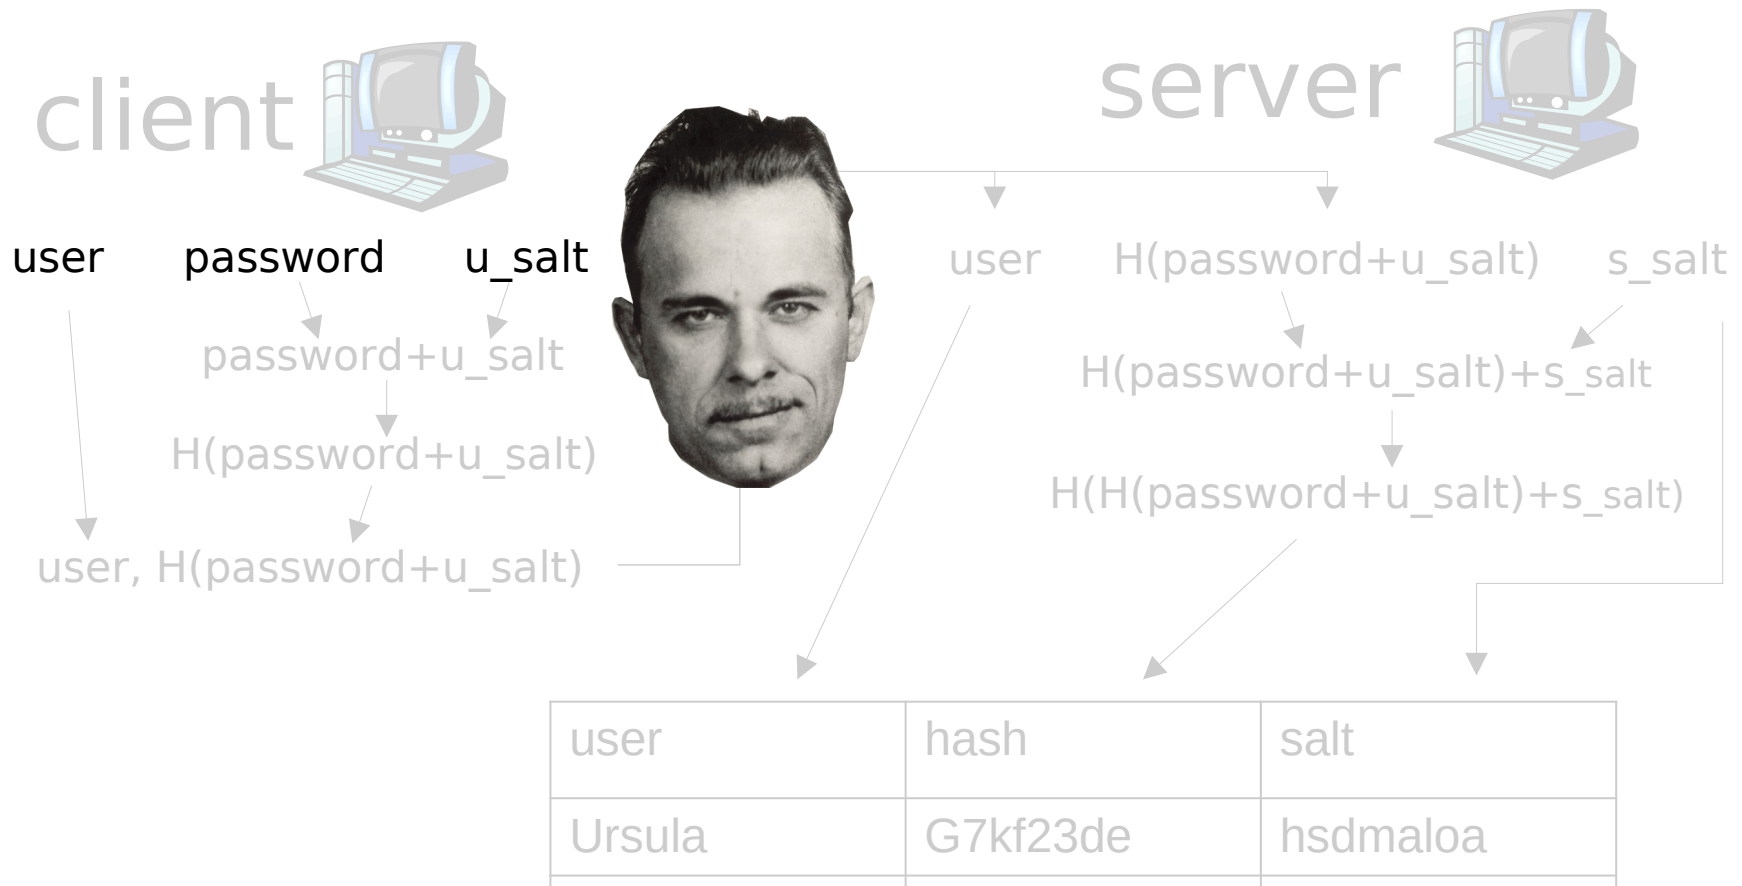 client
server
user password u_salt
user H(password+u_salt) s_salt
password+u_salt
H(password+u_salt)+s_salt
H(password+u_salt)
H(H(password+u_salt)+s_salt)
user, H(password+u_salt)
user hash salt
Ursula G7kf23de hsdmaloa